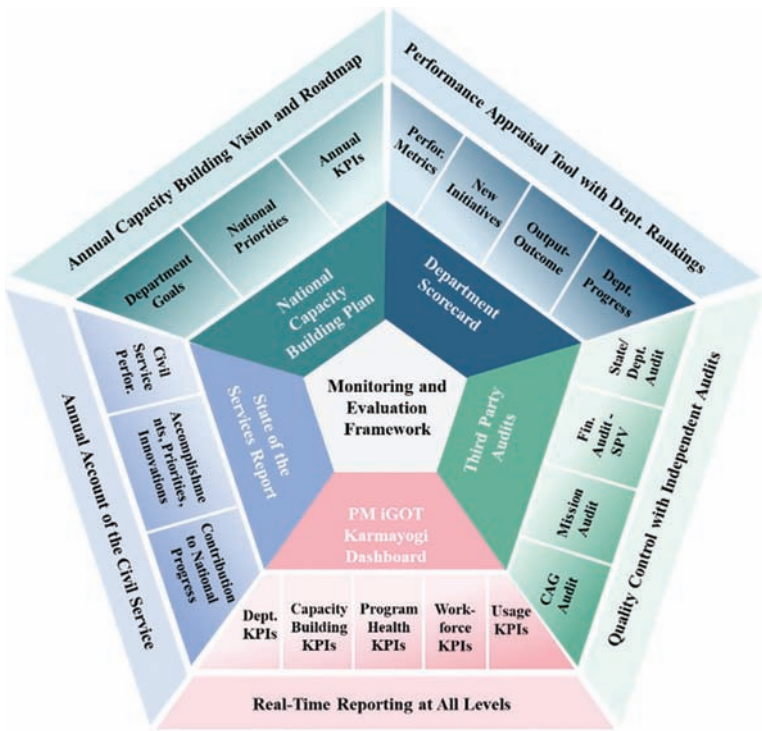 Annual Capacity Building Vision and Roadmap
Annual
KPIs
National
Priorities
Department
Goals
National
Capacity
Building Plan
Performance Appraisal Tool with Dept. Rankings
Perfor.
Metrics
New
Initiatives
Output-
Outcome
Dept.
Progress
Department
Scorecard
Quality Control with Independent Audits
State/
Dept. Audit
Fin. Audit -
SPV
Mission
Audit
CAG
Audit
Third Party
Audits
Monitoring and
Evaluation
Framework
Annual Account of the Civil Service
Civil
Service
Perfor.
Accomplishme
nts, Priorities,
Innovations
Contribution
to National
Progress
State of the
Services Report
PM iGOT
Karmayogi
Dashboard
Dept.
KPIs
Capacity
Building
KPIs
Program
Health
KPIs
Work-
force
KPIs
Usage
KPIs
Real-Time Reporting at All Levels